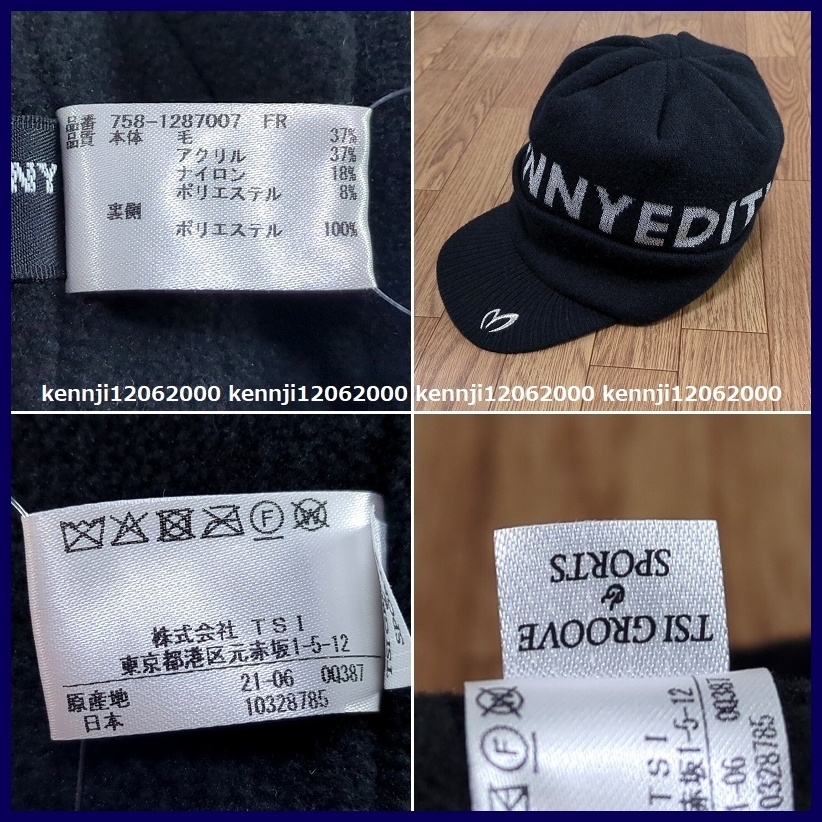 NY
品番 758-1287007 FR
品質 本体 毛 37%
アクリル 37%
ナイロン 18%
ポリエステル 8%
裏側
ポリエステル 100%
NNYEDIT
kennji12062000 kennji12062000 kennji12062000 kennji12062000
F W
株式会社 TSI
東京都港区元赤坂1-5-12
21-06 0Q387
原産地 10328785
日本
TSI GROOVE
&
SPORTS
W
F
TSI
赤坂1-5-12
-06 0Q387
0328785